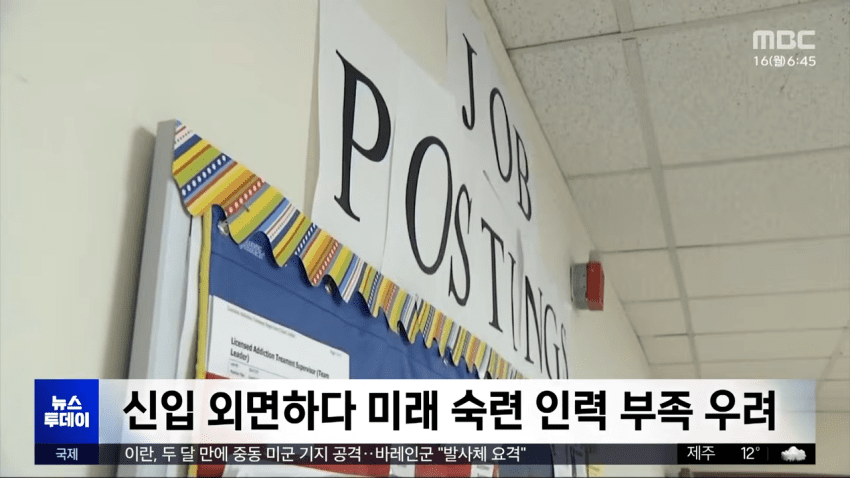 MBC
16(월)6:45
JOB
POSTINGS
Licensed Addiction Treatment Supervisor (Team
Leader)
뉴스
투데이
신입 외면하다 미래 숙련 인력 부족 우려
국제
이란, 두 달 만에 중동 미군 기지 공격‥바레인군 "발사체 요격"
제주 12°